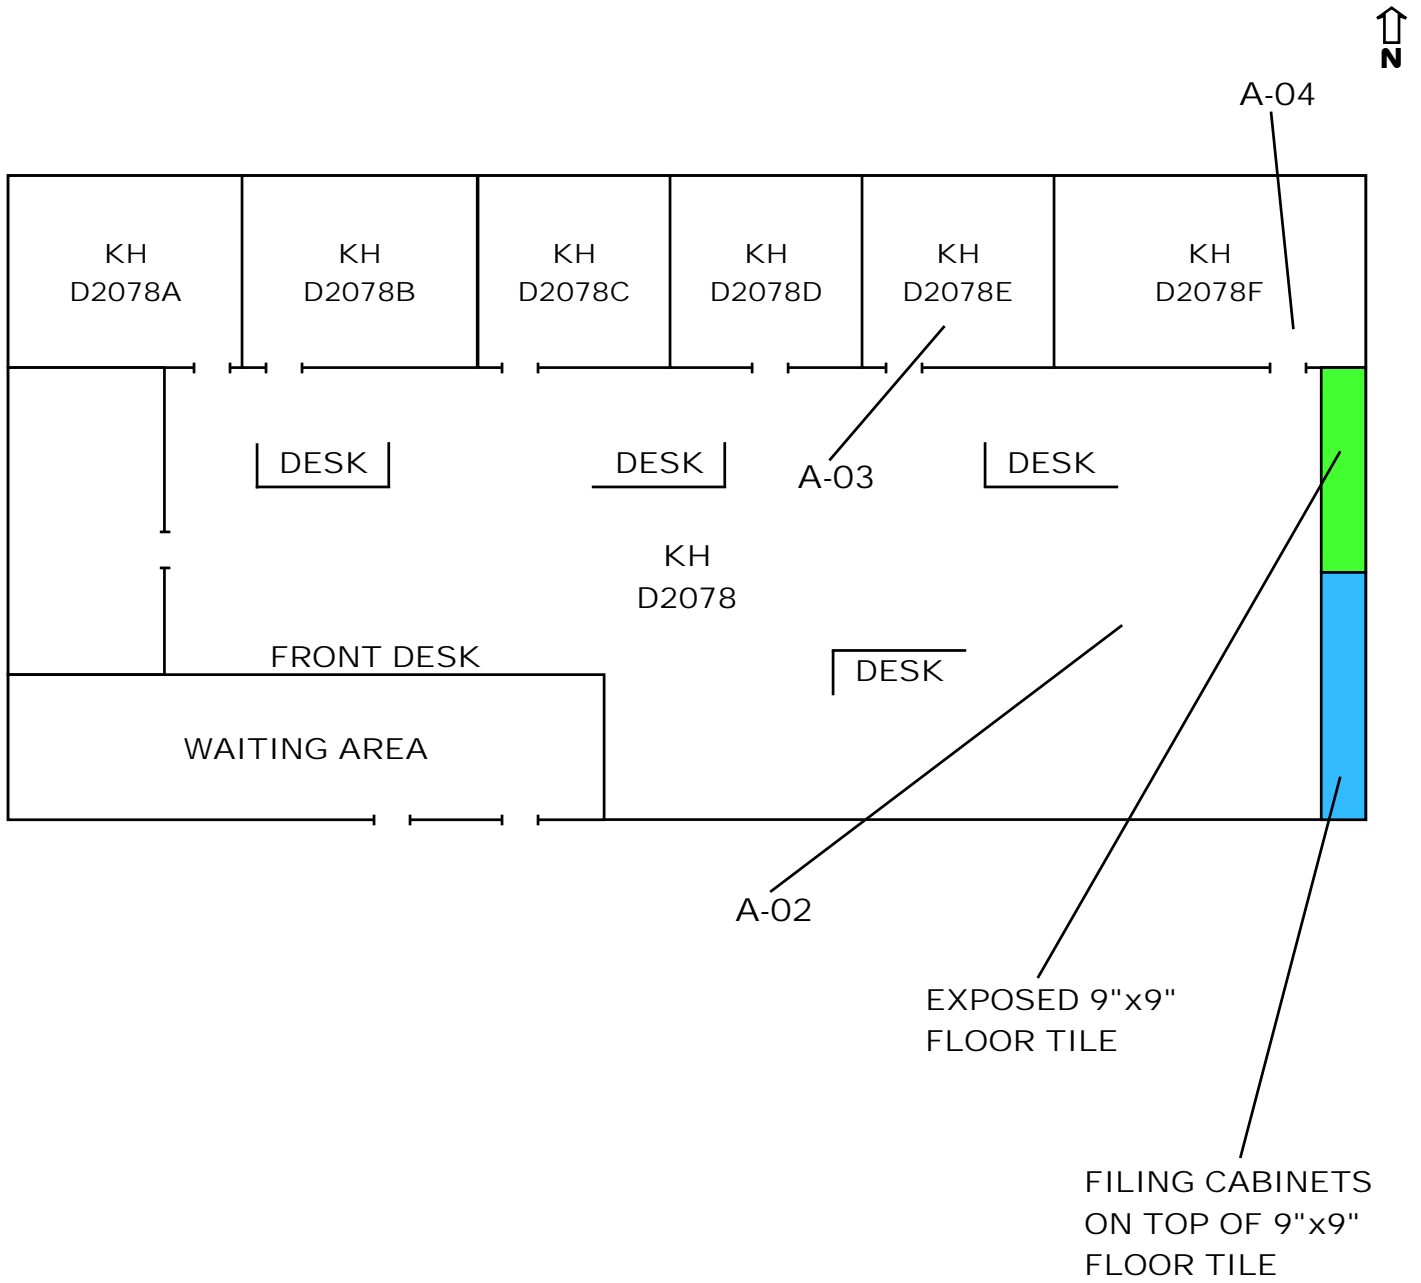 N
A-04
KH
D2078A
KH
D2078B
KH
D2078C
KH
D2078D
KH
D2078E
KH
D2078F
DESK
DESK
DESK
A-03
KH
D2078
FRONT DESK
DESK
WAITING AREA
A-02
EXPOSED 9"x9"
FLOOR TILE
FILING CABINETS
ON TOP OF 9"x9"
FLOOR TILE